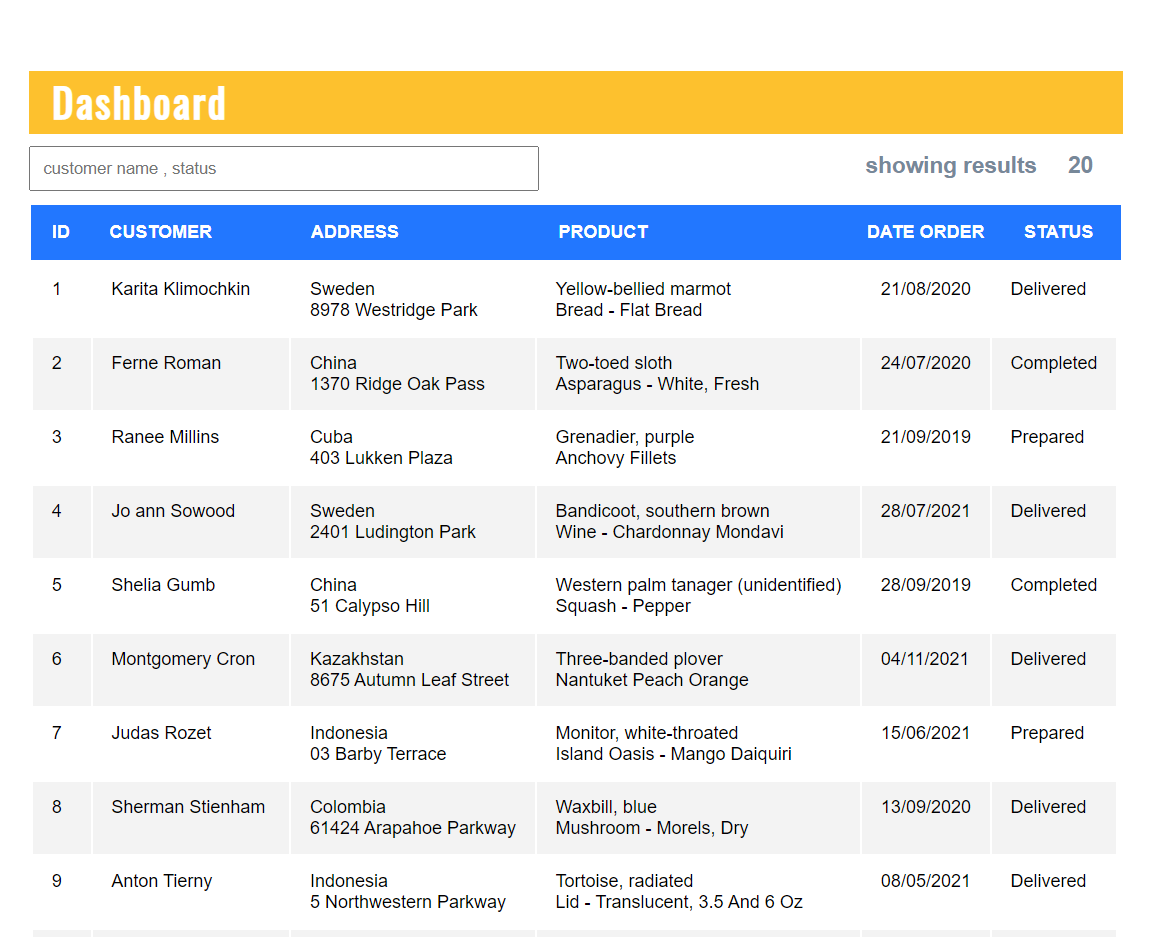 Dashboard
customer name , status
showing results 20
ID CUSTOMER ADDRESS PRODUCT DATE ORDER STATUS
1 Karita Klimochkin Sweden Yellow-bellied marmot 21/08/2020 Delivered
8978 Westridge Park Bread - Flat Bread
2 Ferne Roman China Two-toed sloth 24/07/2020 Completed
1370 Ridge Oak Pass Asparagus - White, Fresh
3 Ranee Millins Cuba Grenadier, purple 21/09/2019 Prepared
403 Lukken Plaza Anchovy Fillets
4 Jo ann Sowood Sweden Bandicoot, southern brown 28/07/2021 Delivered
2401 Ludington Park Wine - Chardonnay Mondavi
5 Shelia Gumb China Western palm tanager (unidentified) 28/09/2019 Completed
51 Calypso Hill Squash - Pepper
6 Montgomery Cron Kazakhstan Three-banded plover 04/11/2021 Delivered
8675 Autumn Leaf Street Nantuket Peach Orange
7 Judas Rozet Indonesia Monitor, white-throated 15/06/2021 Prepared
03 Barby Terrace Island Oasis - Mango Daiquiri
8 Sherman Stienham Colombia Waxbill, blue 13/09/2020 Delivered
61424 Arapahoe Parkway Mushroom - Morels, Dry
9 Anton Tierny Indonesia Tortoise, radiated 08/05/2021 Delivered
5 Northwestern Parkway Lid - Translucent, 3.5 And 6 Oz